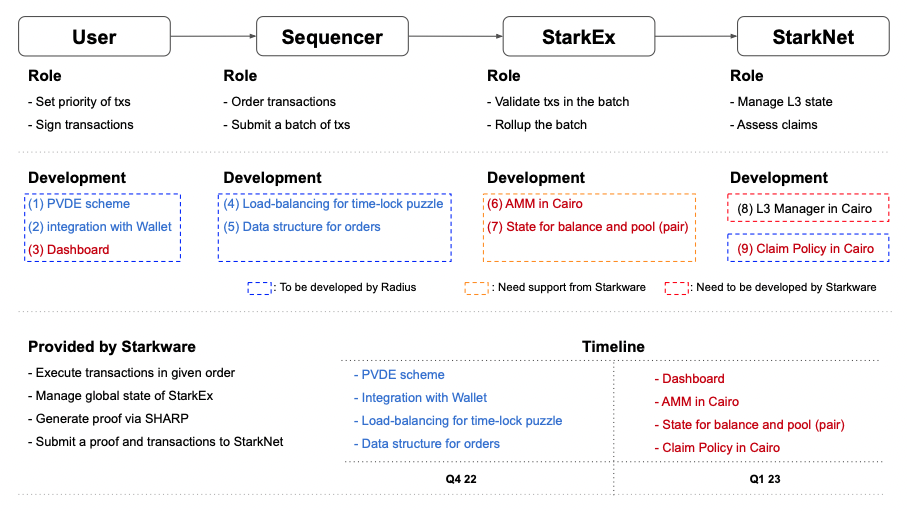 User
Sequencer
StarkEx
StarkNet
Role
- Set priority of txs
- Sign transactions
Role
- Order transactions
- Submit a batch of txs
Role
- Validate txs in the batch
- Rollup the batch
Role
- Manage L3 state
- Assess claims
Development
(1) PVDE scheme
(2) integration with Wallet
(3) Dashboard
Development
(4) Load-balancing for time-lock puzzle
(5) Data structure for orders
Development
(6) AMM in Cairo
(7) State for balance and pool (pair)
Development
(8) L3 Manager in Cairo
(9) Claim Policy in Cairo
: To be developed by Radius
: Need support from Starkware
: Need to be developed by Starkware
Provided by Starkware
- Execute transactions in given order
- Manage global state of StarkEx
- Generate proof via SHARP
- Submit a proof and transactions to StarkNet
Timeline
- PVDE scheme
- Integration with Wallet
- Load-balancing for time-lock puzzle
- Data structure for orders
Q4 22
- Dashboard
- AMM in Cairo
- State for balance and pool (pair)
- Claim Policy in Cairo
Q1 23